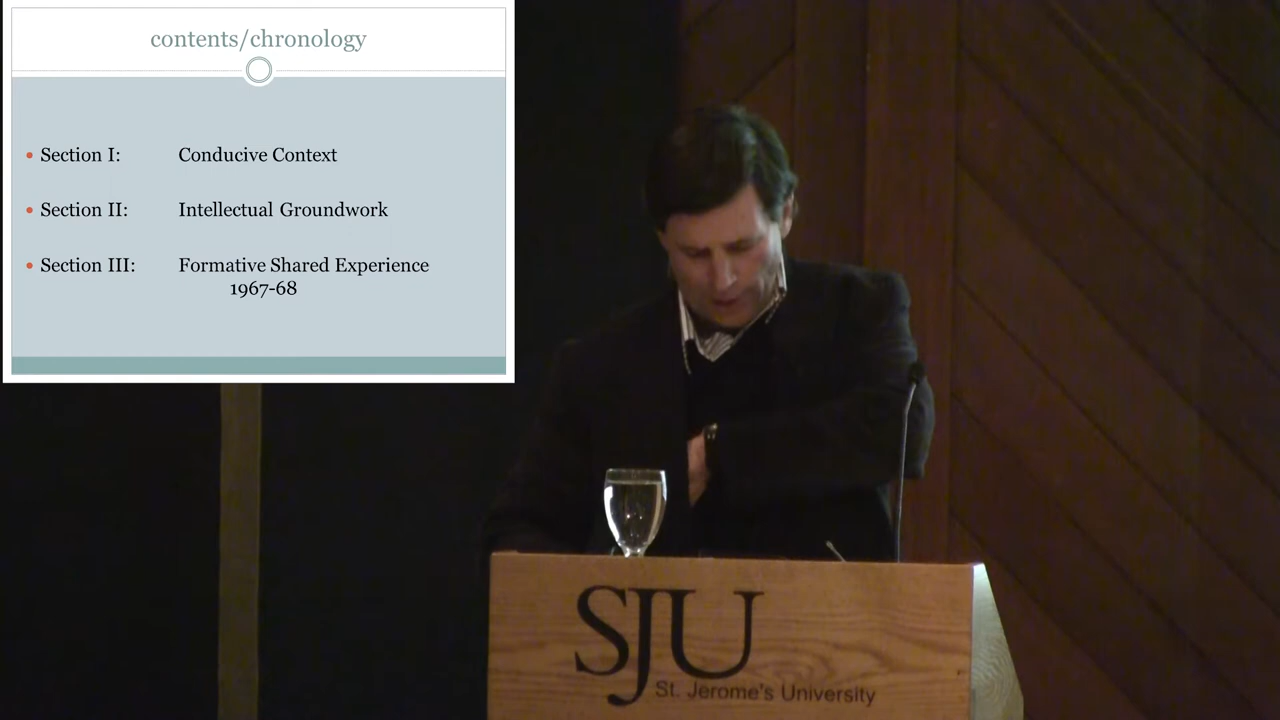 contents/chronology
• Section I: Conducive Context
• Section II: Intellectual Groundwork
• Section III: Formative Shared Experience
1967-68
SJU
St. Jerome's University